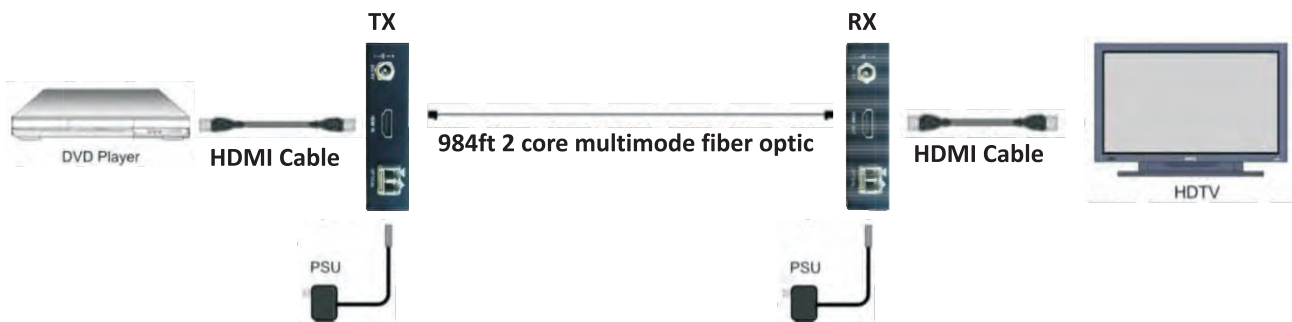 TX
RX
DVD Player
HDMI Cable
984ft 2 core multimode fiber optic
HDMI Cable
HDTV
PSU
PSU